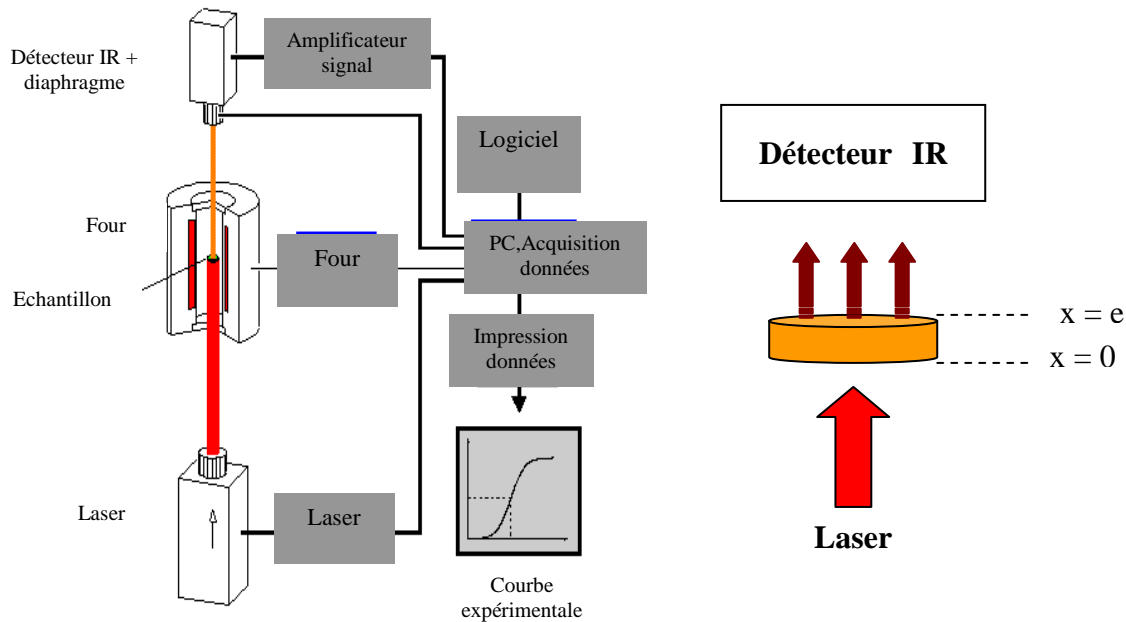 Détecteur IR +
diaphragme
Amplificateur
signal
Logiciel
Four
Four
PC,Acquisition
données
Echantillon
Impression
données
Laser
Laser
Courbe
expérimentale
Détecteur IR
x = e
x = 0
Laser